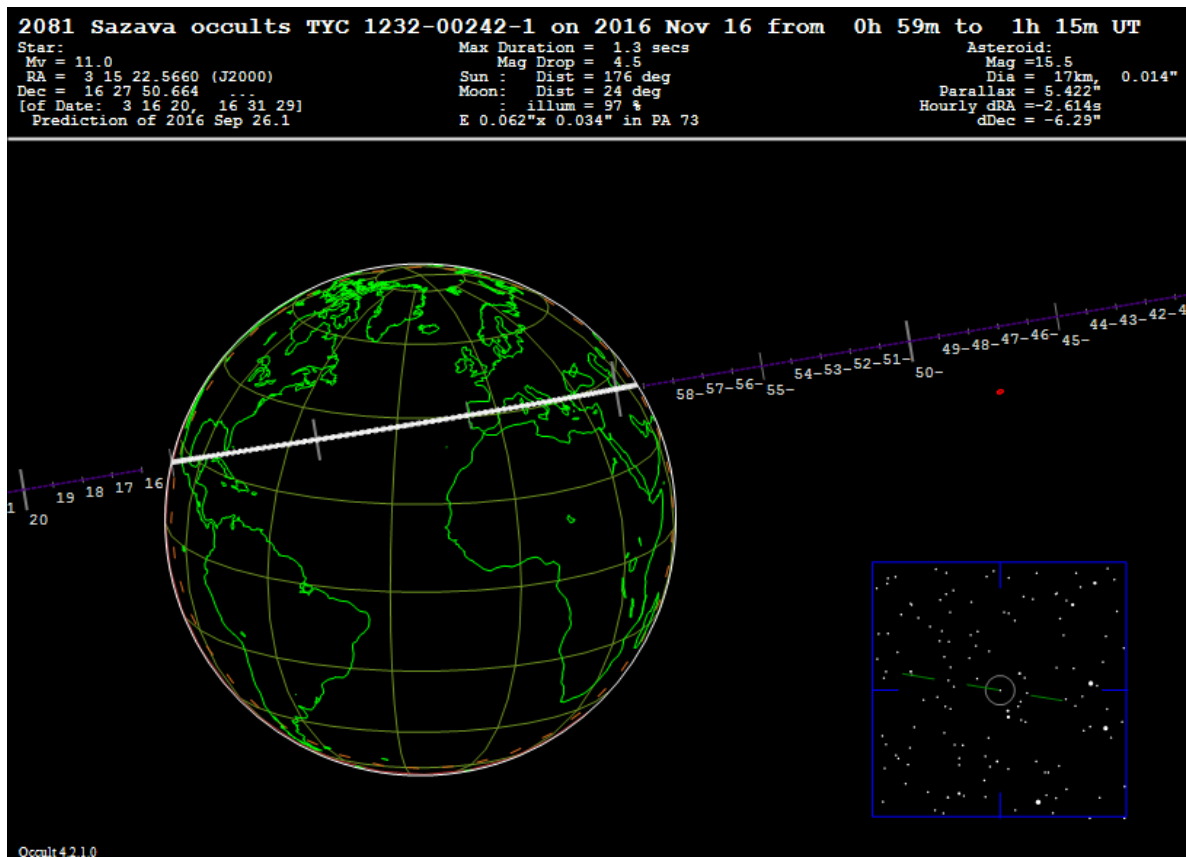 2081 Sazava occults TYC 1232-00242-1 on 2016 Nov 16 from  0h 59m to  1h 15m UT
Star:
Mv = 11.0
RA =  3 15 22.5660 (J2000)
Dec = 16 27 50.664  ...
[of Date:  3 16 20,  16 31 29]
Prediction of 2016 Sep 26.1
Max Duration =  1.3 secs
Mag Drop =  4.5
Sun :   Dist = 176 deg
Moon:   Dist = 24 deg
:  illum = 97 %
E 0.062"x 0.034" in PA 73
Asteroid:
Mag =15.5
Dia =  17km,  0.014"
Parallax = 5.422"
Hourly dRA =-2.614s
dDec = -6.29"
58- 57- 56- 55- 54- 53- 52- 51- 50- 49- 48- 47- 46- 45- 44- 43- 42- 4
1 20 19 18 17 16
Occult 4.2.1.0